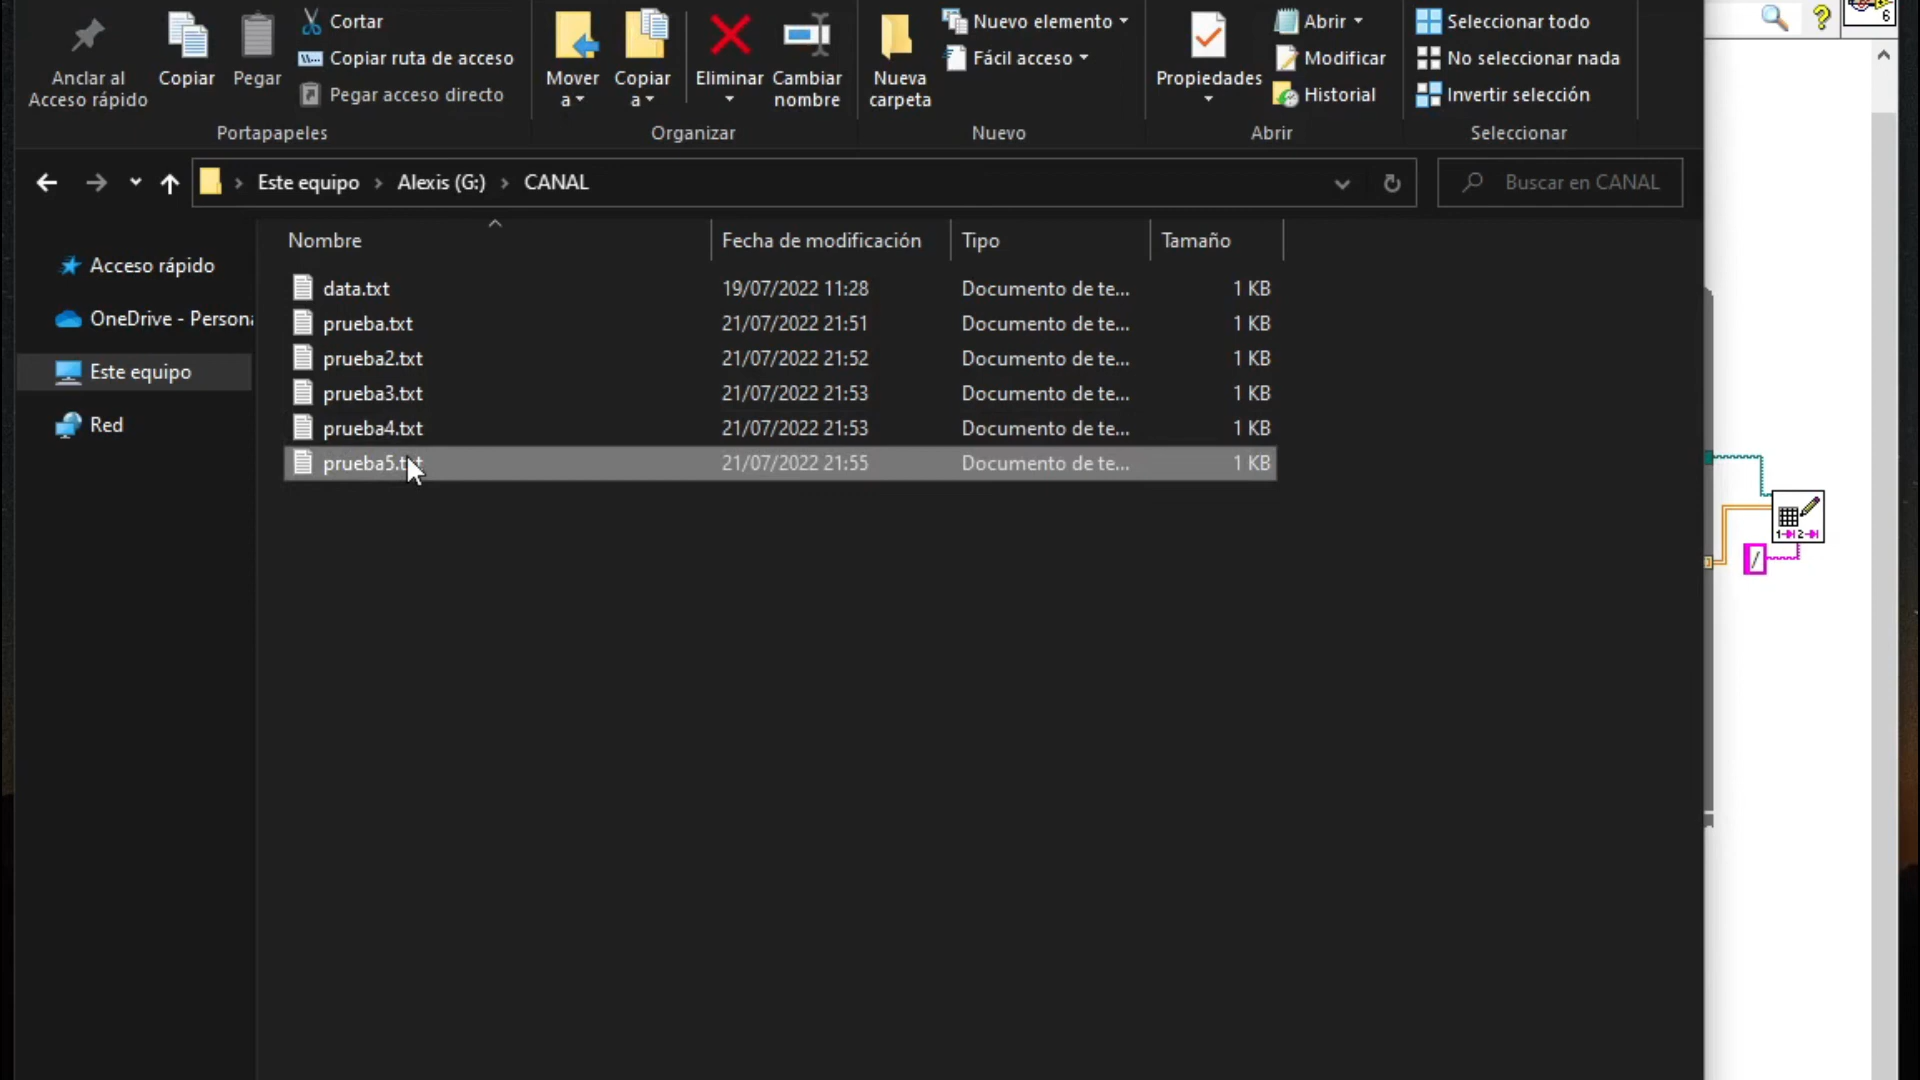 Anclar al
Acceso rápido
Copiar
Pegar
Cortar
Copiar ruta de acceso
Pegar acceso directo
Portapapeles
Mover
a
Copiar
a
Eliminar
Cambiar
nombre
Organizar
Nueva
carpeta
Nuevo elemento
Fácil acceso
Nuevo
Propiedades
Abrir
Modificar
Historial
Abrir
Seleccionar todo
No seleccionar nada
Invertir selección
Seleccionar
6
Este equipo > Alexis (G:) > CANAL
Buscar en CANAL
Acceso rápido
OneDrive - Persona
Este equipo
Red
Nombre Fecha de modificación Tipo Tamaño
data.txt 19/07/2022 11:28 Documento de te... 1 KB
prueba.txt 21/07/2022 21:51 Documento de te... 1 KB
prueba2.txt 21/07/2022 21:52 Documento de te... 1 KB
prueba3.txt 21/07/2022 21:53 Documento de te... 1 KB
prueba4.txt 21/07/2022 21:53 Documento de te... 1 KB
prueba5.txt 21/07/2022 21:55 Documento de te... 1 KB
1 2
/